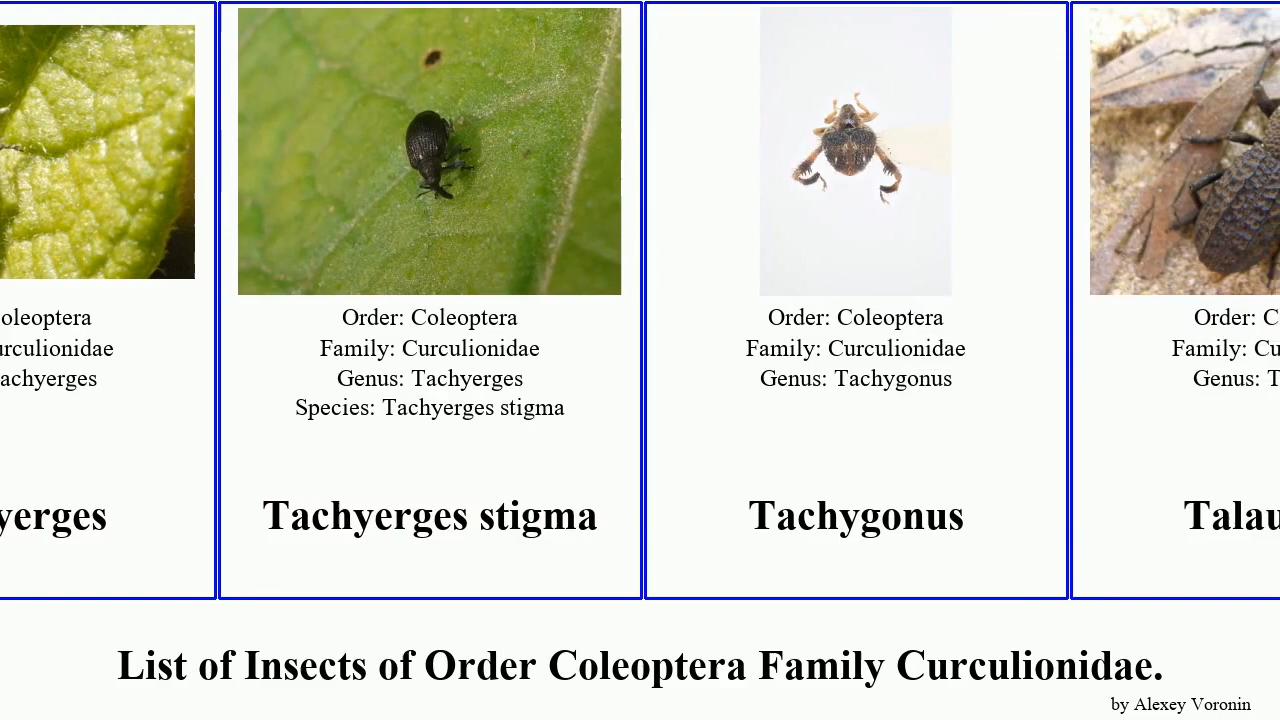 oleoptera
urculionidae
achyerges
yerges
Order: Coleoptera
Family: Curculionidae
Genus: Tachyerges
Species: Tachyerges stigma
Tachyerges stigma
Order: Coleoptera
Family: Curculionidae
Genus: Tachygonus
Tachygonus
Order: C
Family: Cu
Genus: T
Talau
List of Insects of Order Coleoptera Family Curculionidae.
by Alexey Voronin